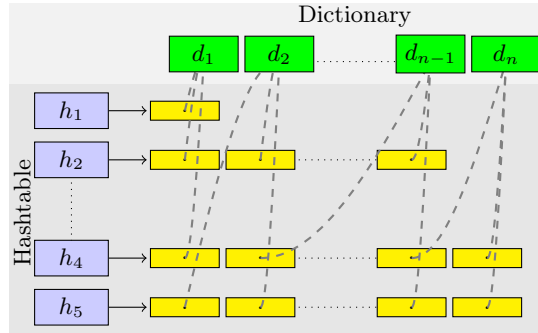 Dictionary
d₁ d₂ dₙ₋₁ dₙ
Hashtable
h₁
h₂
h₄
h₅